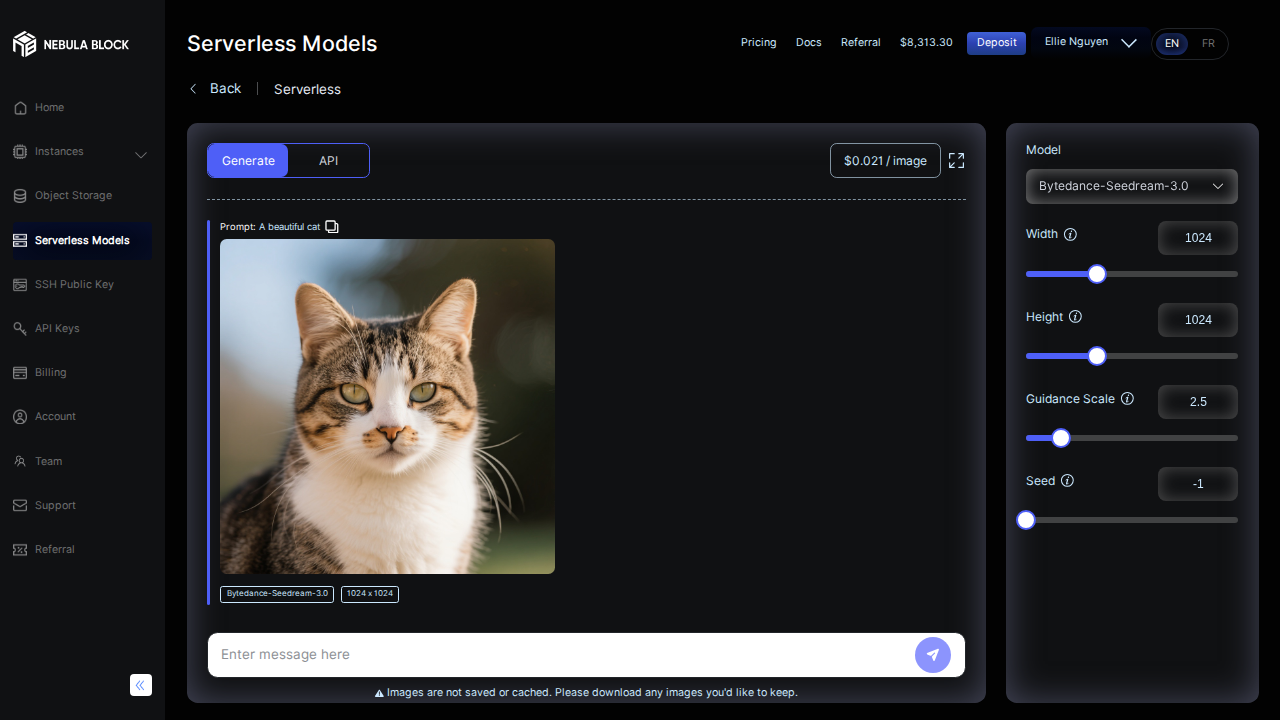 NEBULA BLOCK
Home
Instances
Object Storage
Serverless Models
SSH Public Key
API Keys
Billing
Account
Team
Support
Referral
Serverless Models
Pricing
Docs
Referral
$8,313.30
Deposit
Ellie Nguyen
EN
FR
Back
Serverless
Generate
API
$0.021 / image
Prompt: A beautiful cat
Bytedance-Seedream-3.0
1024 x 1024
Enter message here
Images are not saved or cached. Please download any images you'd like to keep.
Model
Bytedance-Seedream-3.0
Width
1024
Height
1024
Guidance Scale
2.5
Seed
-1